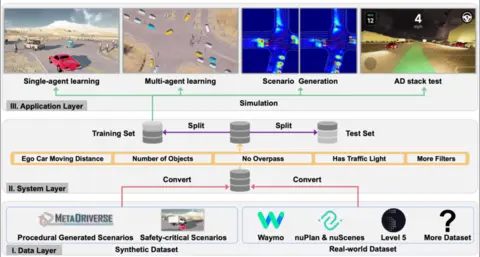 MAR
12
4
mph
Single-agent learning Multi-agent learning Scenario Generation AD stack test
III. Application Layer Simulation
Training Set Split Split Test Set
Ego Car Moving Distance Number of Objects No Overpass Has Traffic Light More Filters
II. System Layer
Convert Convert
METADRIVERSE
?
Procedural Generated Scenarios Safety-critical Scenarios Waymo nuPlan & nuScenes Level 5 More Dataset
I. Data Layer Synthetic Dataset Real-world Dataset